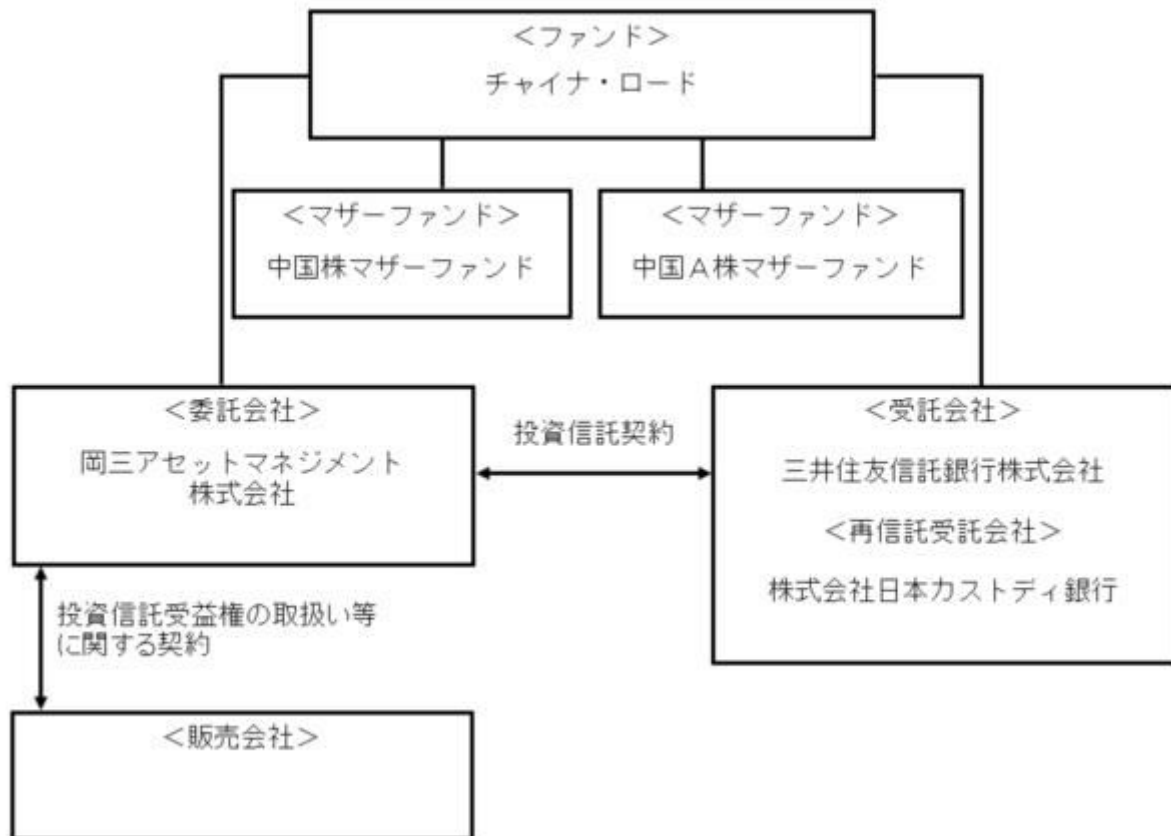 ＜ファンド＞
チャイナ・ロード
＜マザーファンド＞
中国株マザーファンド
＜マザーファンド＞
中国Ａ株マザーファンド
＜委託会社＞
岡三アセットマネジメント
株式会社
投資信託契約
＜受託会社＞
三井住友信託銀行株式会社
＜再信託受託会社＞
株式会社日本カストディ銀行
投資信託受益権の取扱い等
に関する契約
＜販売会社＞